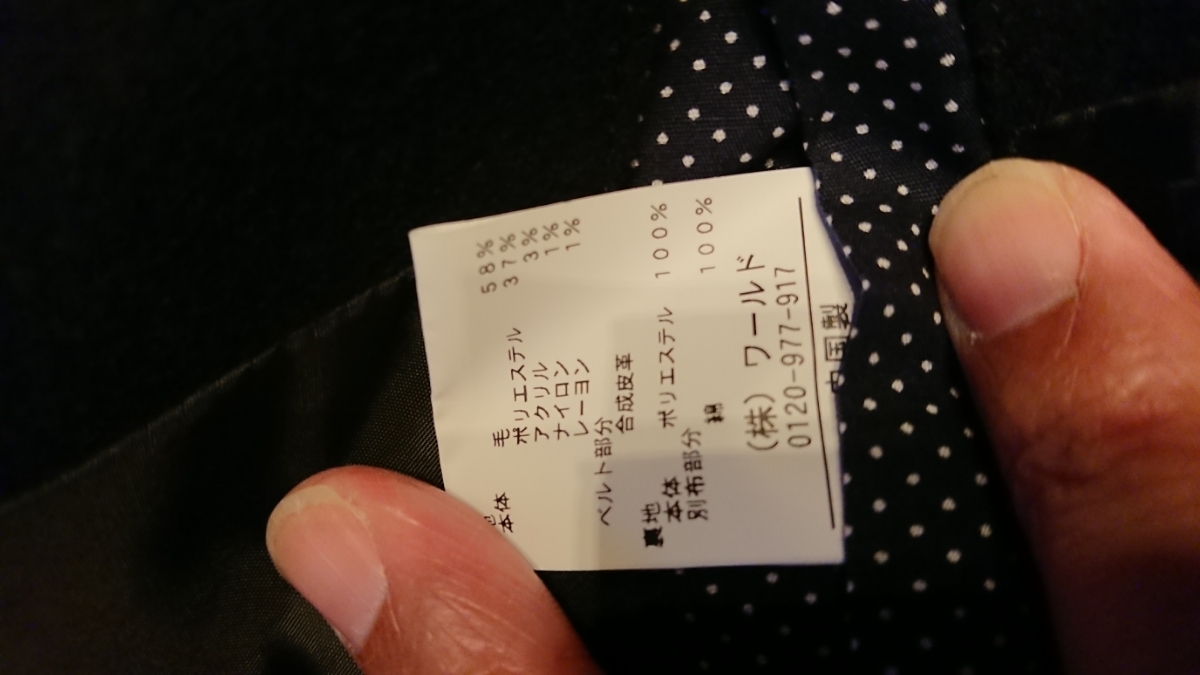 本体
毛 58%
ポリエステル 37%
アクリル 3%
ナイロン 1%
レーヨン 1%
ベルト部分
合成皮革
裏地
本体
ポリエステル 100%
別布部分
綿 100%
(株) ワールド
0120-977-917
国製